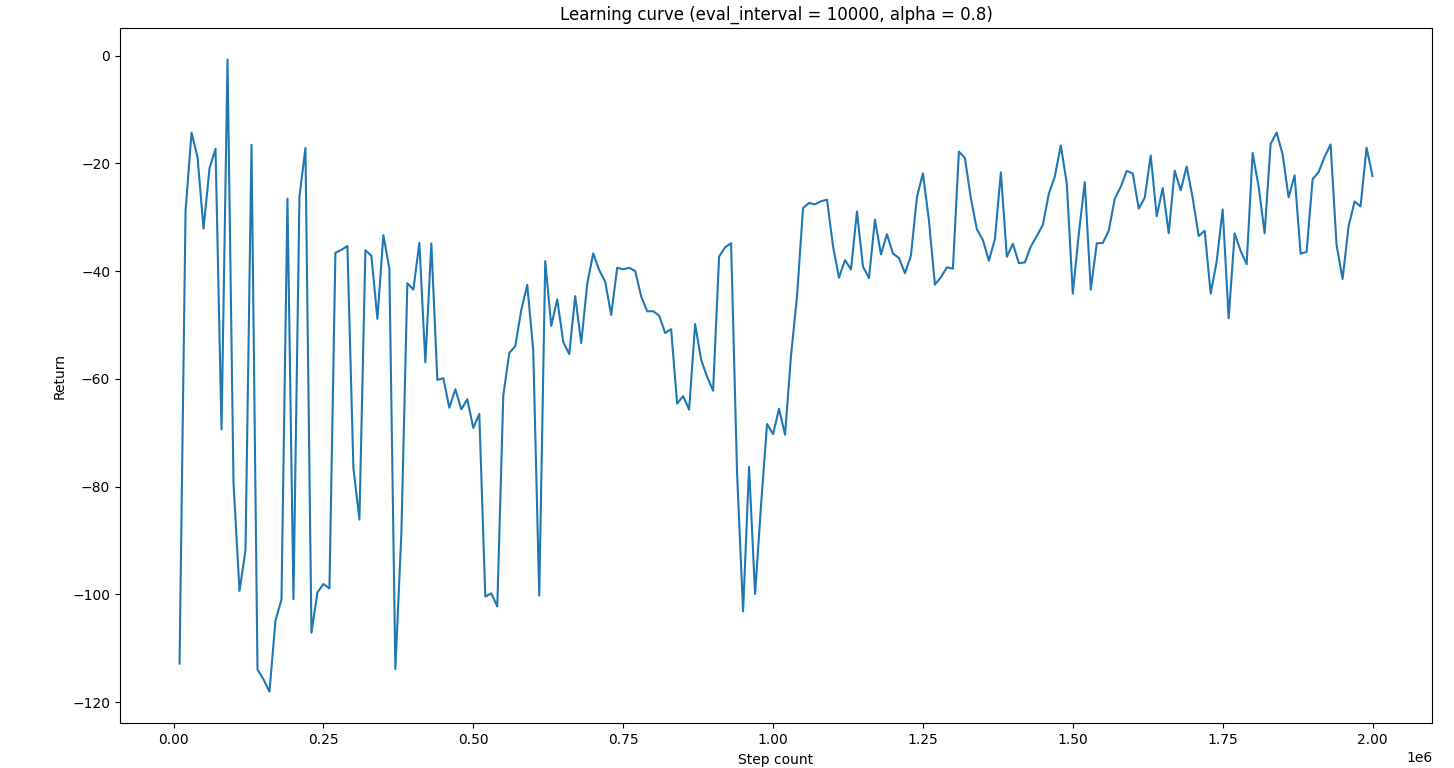 Learning curve (eval_interval = 10000, alpha = 0.8)
0
−20
−40
−60
−80
−100
−120
Return
0.00 0.25 0.50 0.75 1.00 1.25 1.50 1.75 2.00
1e6
Step count